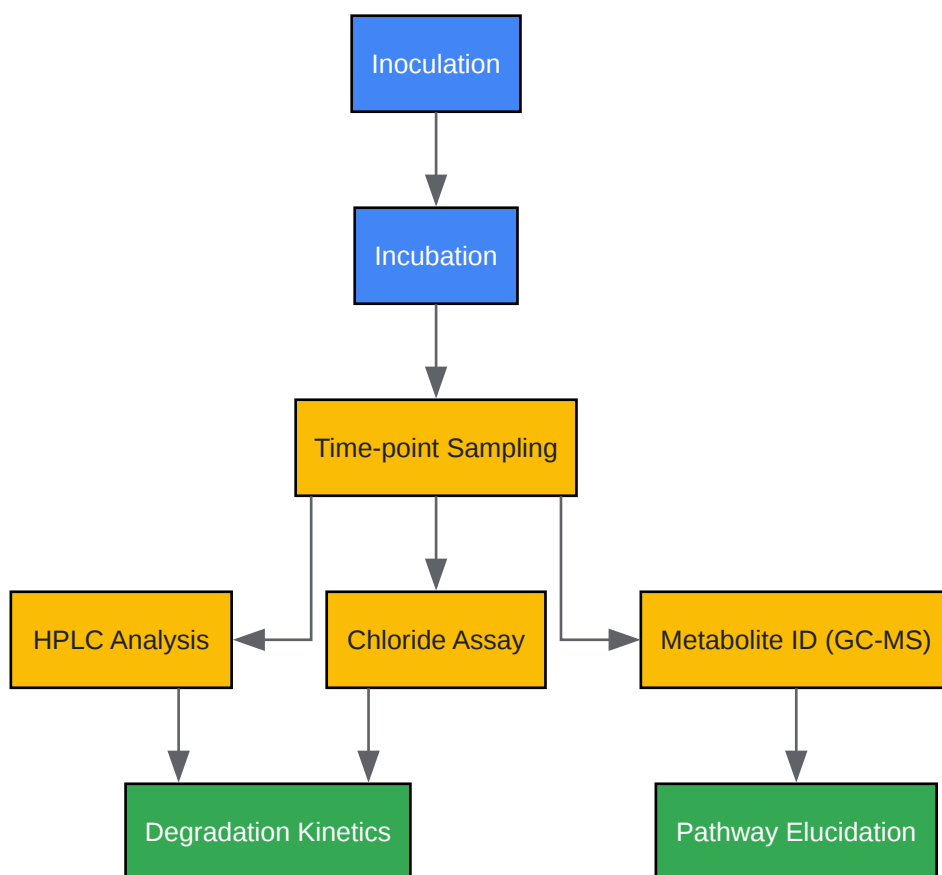 Inoculation
Incubation
Time-point Sampling
HPLC Analysis
Chloride Assay
Metabolite ID (GC-MS)
Degradation Kinetics
Pathway Elucidation